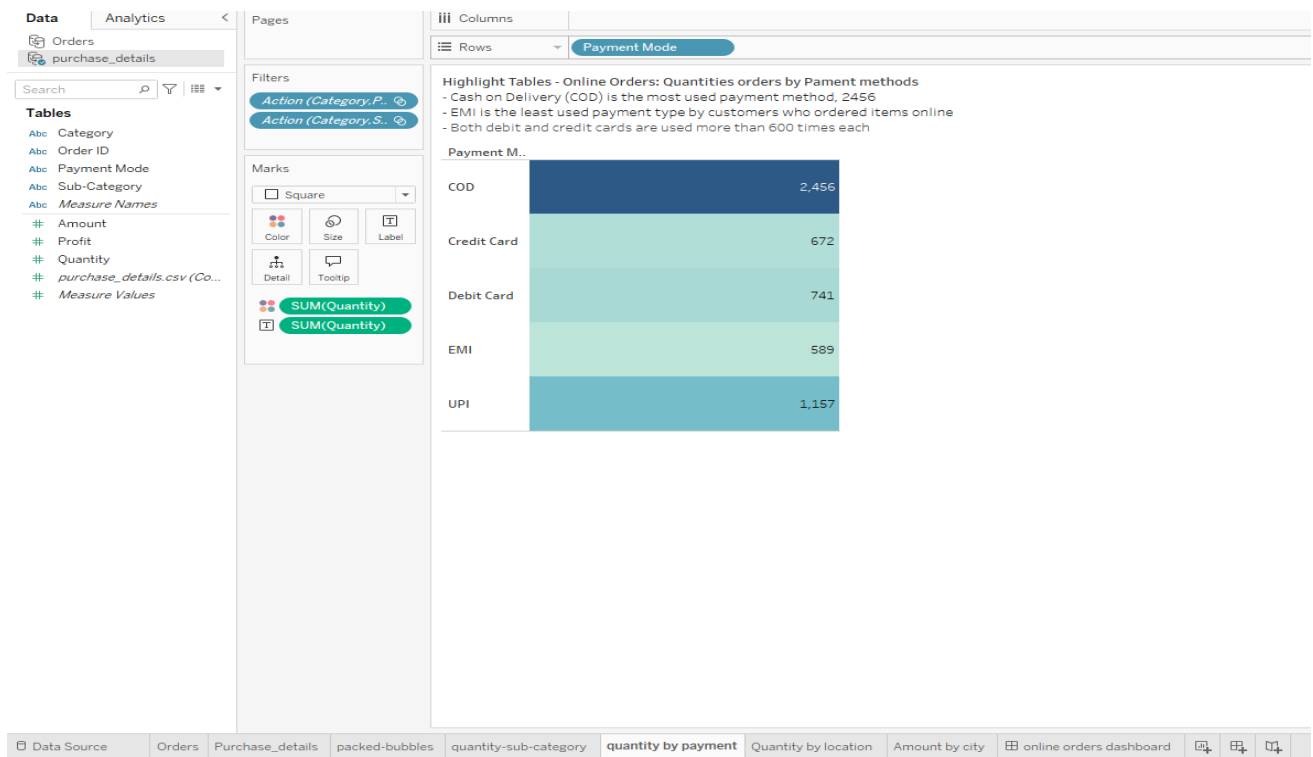 Data Analytics <
Orders
purchase_details
Search
Tables
Abc Category
Abc Order ID
Abc Payment Mode
Abc Sub-Category
Abc Measure Names
# Amount
# Profit
# Quantity
# purchase_details.csv (Co...
# Measure Values
Pages
Filters
Action (Category,P..
Action (Category,S..
Marks
Square
Color Size Label
Detail Tooltip
SUM(Quantity)
SUM(Quantity)
Columns
Rows Payment Mode
Highlight Tables - Online Orders: Quantities orders by Pament methods
- Cash on Delivery (COD) is the most used payment method, 2456
- EMI is the least used payment type by customers who ordered items online
- Both debit and credit cards are used more than 600 times each
Payment M..
COD 2,456
Credit Card 672
Debit Card 741
EMI 589
UPI 1,157
Data Source Orders Purchase_details packed-bubbles quantity-sub-category quantity by payment Quantity by location Amount by city online orders dashboard